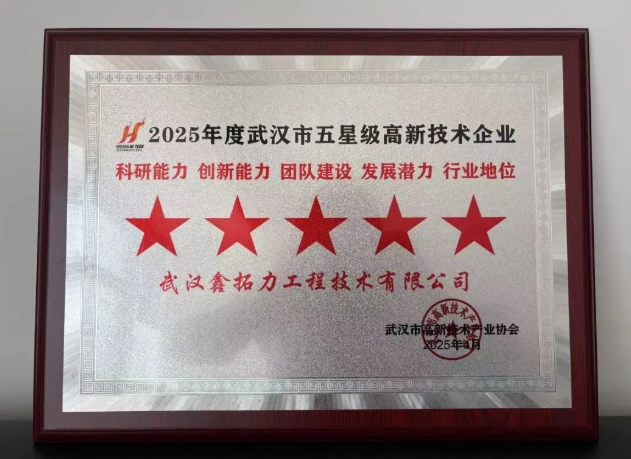 2025年度武汉市五星级高新技术企业
科研能力 创新能力 团队建设 发展潜力 行业地位
武汉鑫拓力工程技术有限公司
武汉市高新技术产业协会
2025年4月